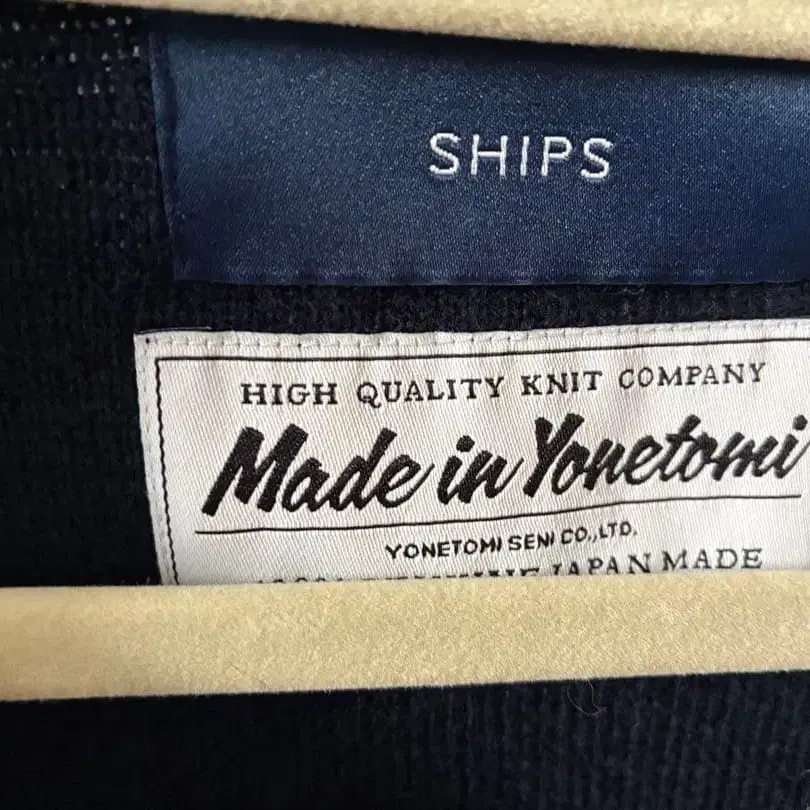 SHIPS
HIGH QUALITY KNIT COMPANY
Made in Yonetomi
YONETOMI SENI CO.,LTD.
JAPAN MADE